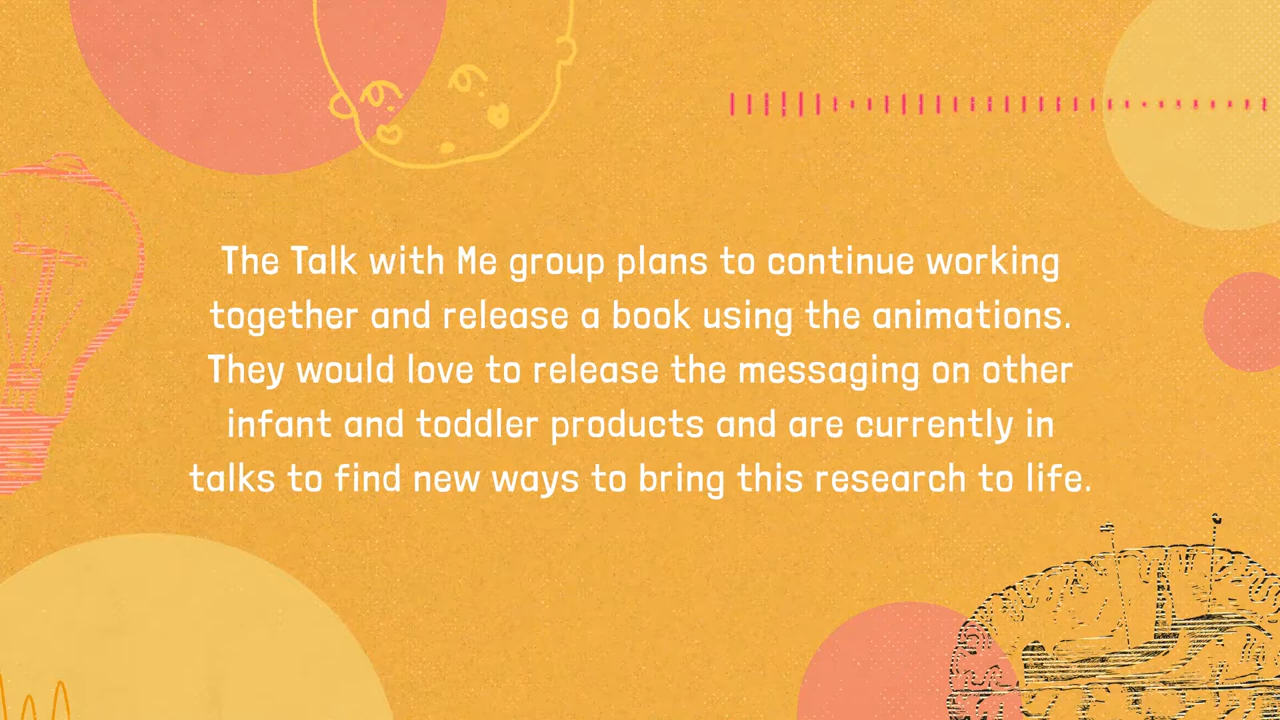 The Talk with Me group plans to continue working
together and release a book using the animations.
They would love to release the messaging on other
infant and toddler products and are currently in
talks to find new ways to bring this research to life.